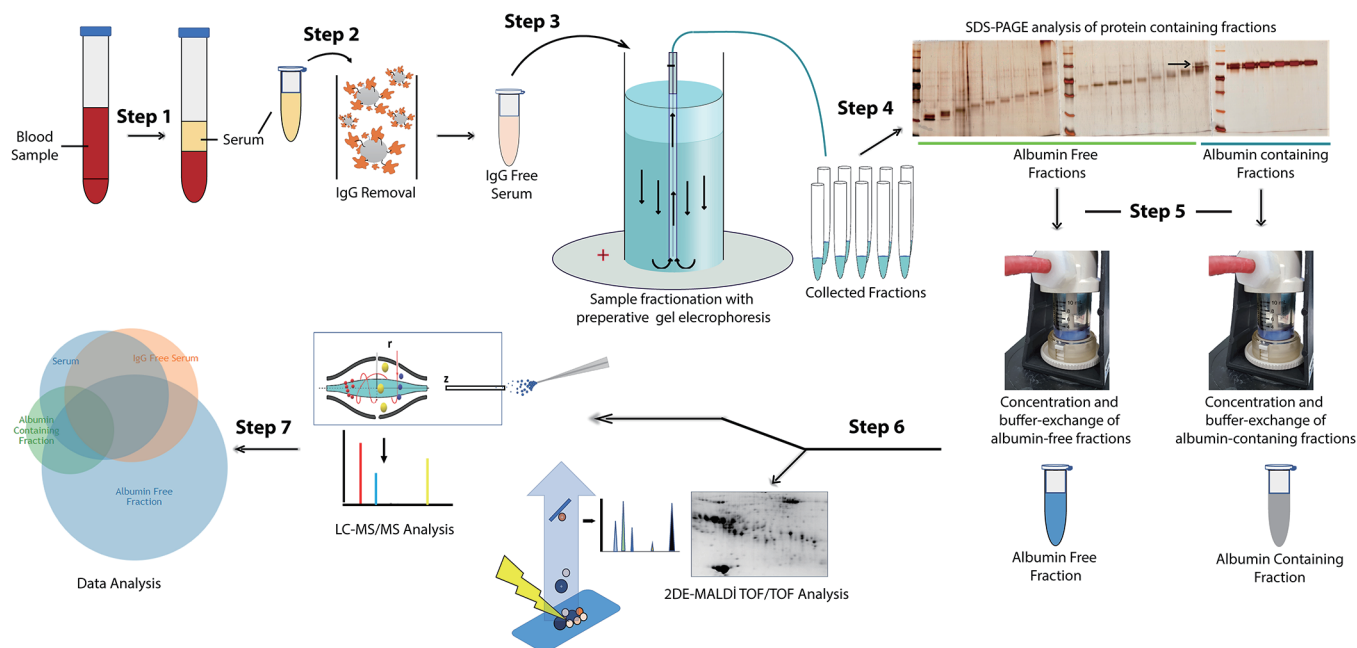 Step 1
Blood
Sample
Serum
Step 2
IgG Removal
IgG Free
Serum
Step 3
+
Sample fractionation with
preperative gel elecrophoresis
Collected Fractions
Step 4
SDS-PAGE analysis of protein containing fractions
Albumin Free
Fractions
Albumin containing
Fractions
Step 5
Concentration and
buffer-exchange of
albumin-free fractions
Concentration and
buffer-exchange of
albumin-contaning fractions
Albumin Free
Fraction
Albumin Containing
Fraction
Step 6
2DE-MALDİ TOF/TOF Analysis
r
z
LC-MS/MS Analysis
Step 7
Serum
IgG Free Serum
Albumin
Containing
Fraction
Albumin Free
Fraction
Data Analysis